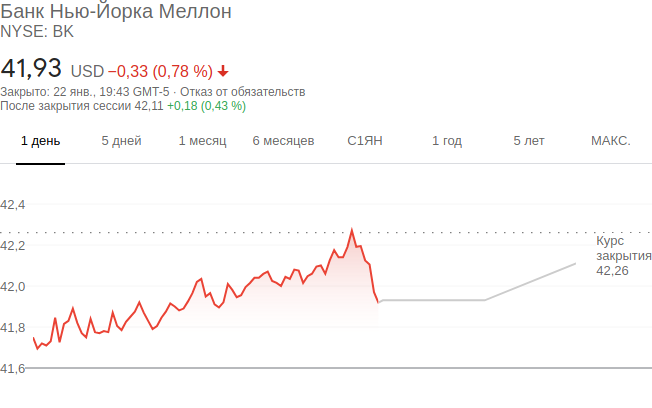 Банк Нью-Йорка Меллон
NYSE: BK
41,93 USD −0,33 (0,78 %)
Закрыто: 22 янв., 19:43 GMT-5 · Отказ от обязательств
После закрытия сессии 42,11 +0,18 (0,43 %)
1 день 5 дней 1 месяц 6 месяцев С1ЯН 1 год 5 лет МАКС.
42,4
42,2
42,0
41,8
41,6
Курс
закрытия
42,26